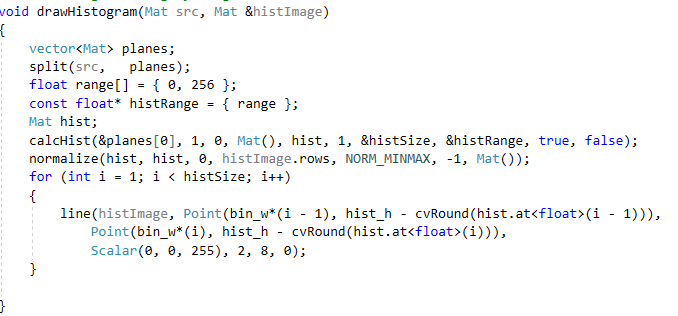 void drawHistogram(Mat src, Mat &histImage)
{
vector<Mat> planes;
split(src, planes);
float range[] = { 0, 256 };
const float* histRange = { range };
Mat hist;
calcHist(&planes[0], 1, 0, Mat(), hist, 1, &histSize, &histRange, true, false);
normalize(hist, hist, 0, histImage.rows, NORM_MINMAX, -1, Mat());
for (int i = 1; i < histSize; i++)
{
line(histImage, Point(bin_w*(i - 1), hist_h - cvRound(hist.at<float>(i - 1))),
Point(bin_w*(i), hist_h - cvRound(hist.at<float>(i))),
Scalar(0, 0, 255), 2, 8, 0);
}
}